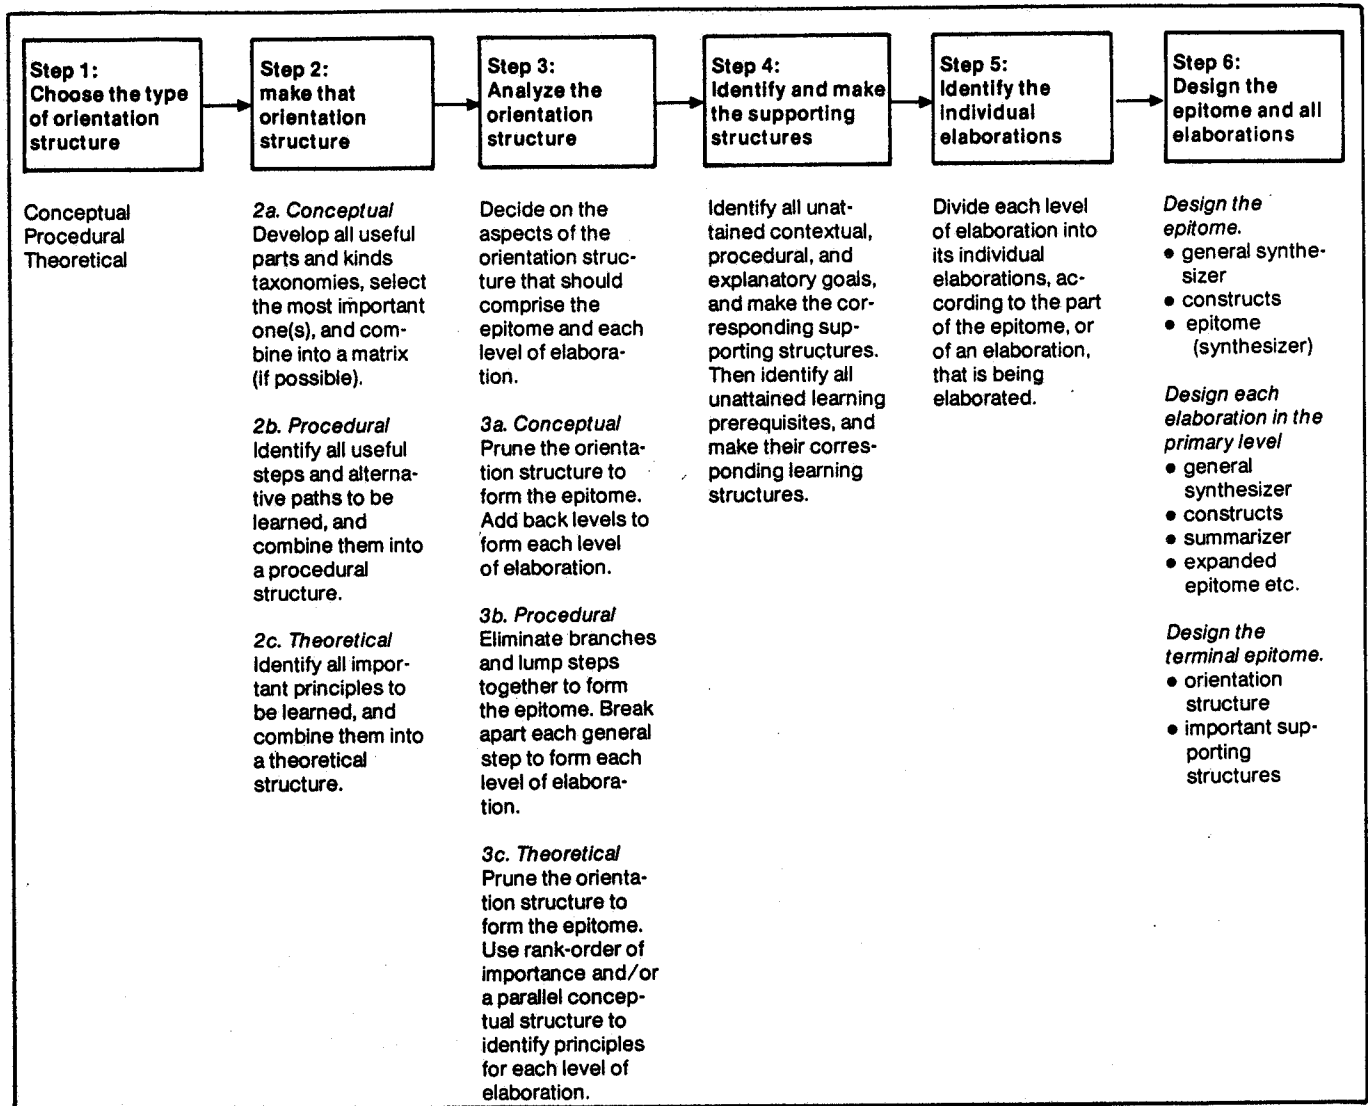 Step 1:
Choose the type
of orientation
structure
Step 2:
make that
orientation
structure
Step 3:
Analyze the
orientation
structure
Step 4:
Identify and make
the supporting
structures
Step 5:
Identify the
individual
elaborations
Step 6:
Design the
epitome and all
elaborations
Conceptual
Procedural
Theoretical
2a. Conceptual
Develop all useful
parts and kinds
taxonomies, select
the most important
one(s), and com-
bine into a matrix
(if possible).
2b. Procedural
Identify all useful
steps and alterna-
tive paths to be
learned, and
combine them into
a procedural
structure.
2c. Theoretical
Identify all impor-
tant principles to
be learned, and
combine them into
a theoretical
structure.
Decide on the
aspects of the
orientation struc-
ture that should
comprise the
epitome and each
level of elabora-
tion.
3a. Conceptual
Prune the orienta-
tion structure to
form the epitome.
Add back levels to
form each level
of elaboration.
3b. Procedural
Eliminate branches
and lump steps
together to form
the epitome. Break
apart each general
step to form each
level of elabora-
tion.
3c. Theoretical
Prune the orienta-
tion structure to
form the epitome.
Use rank-order of
importance and/or
a parallel concep-
tual structure to
identify principles
for each level of
elaboration.
Identify all unat-
tained contextual,
procedural, and
explanatory goals,
and make the cor-
responding sup-
porting structures.
Then identify all
unattained learning
prerequisites, and
make their corres-
ponding learning
structures.
Divide each level
of elaboration into
its individual
elaborations, ac-
cording to the part
of the epitome, or
of an elaboration,
that is being
elaborated.
Design the
epitome.
• general synthe-
sizer
• constructs
• epitome
(synthesizer)
Design each
elaboration in the
primary level
• general
synthesizer
• constructs
• summarizer
• expanded
epitome etc.
Design the
terminal epitome.
• orientation
structure
• important sup-
porting
structures